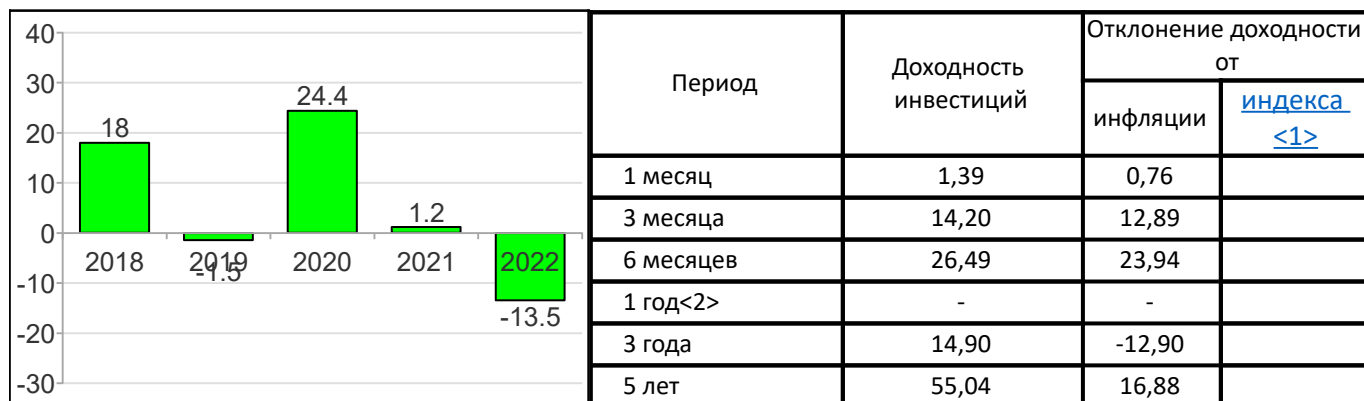 40
30
20
10
0
-10
-20
-30
18
-1.5
24.4
1.2
-13.5
2018
2019
2020
2021
2022
Период
Доходность
инвестиций
Отклонение доходности
от
инфляции
индекса
<1>
1 месяц 1,39 0,76
3 месяца 14,20 12,89
6 месяцев 26,49 23,94
1 год<2> - -
3 года 14,90 -12,90
5 лет 55,04 16,88